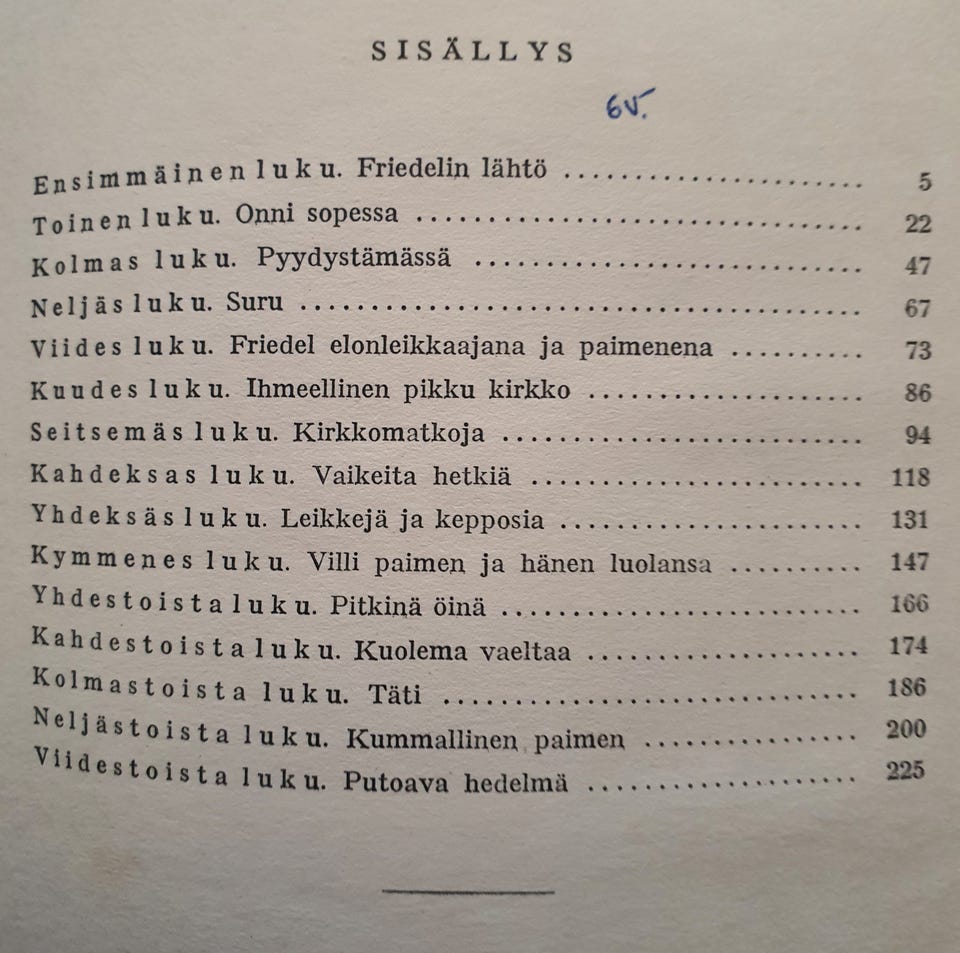 SISÄLLYS
6v.
Ensimmäinen luku. Friedelin lähtö ........................ 5
Toinen luku. Onni sopessa .................................. 22
Kolmas luku. Pyydystämässä .............................. 47
Neljäs luku. Suru ........................................... 67
Viides luku. Friedel elonleikkaajana ja paimenena .......... 73
Kuudes luku. Ihmeellinen pikku kirkko ..................... 86
Seitsemäs luku. Kirkkomatkoja ............................ 94
Kahdeksas luku. Vaikeita hetkiä .......................... 118
Yhdeksäs luku. Leikkejä ja kepposia ....................... 131
Kymmenes luku. Villi paimen ja hänen luolansa .......... 147
Yhdestoista luku. Pitkinä öinä ............................ 166
Kahdestoista luku. Kuolema vaeltaa ..................... 174
Kolmastoista luku. Täti ................................. 186
Neljästoista luku. Kummallinen paimen ................. 200
Viidestoista luku. Putoava hedelmä ..................... 225